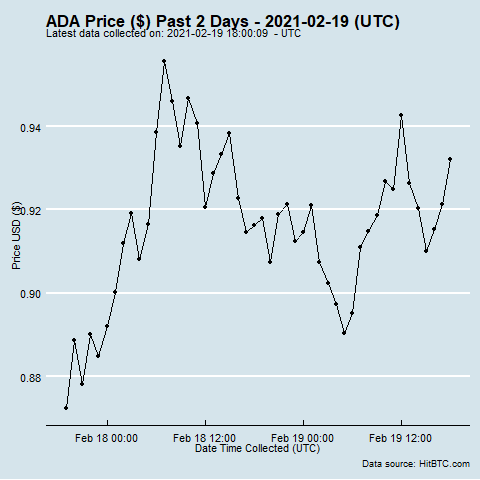 ADA Price ($) Past 2 Days - 2021-02-19 (UTC)
Latest data collected on: 2021-02-19 18:00:09 - UTC
0.94
0.92
0.90
0.88
Price USD ($)
Feb 18 00:00
Feb 18 12:00
Feb 19 00:00
Feb 19 12:00
Date Time Collected (UTC)
Data source: HitBTC.com